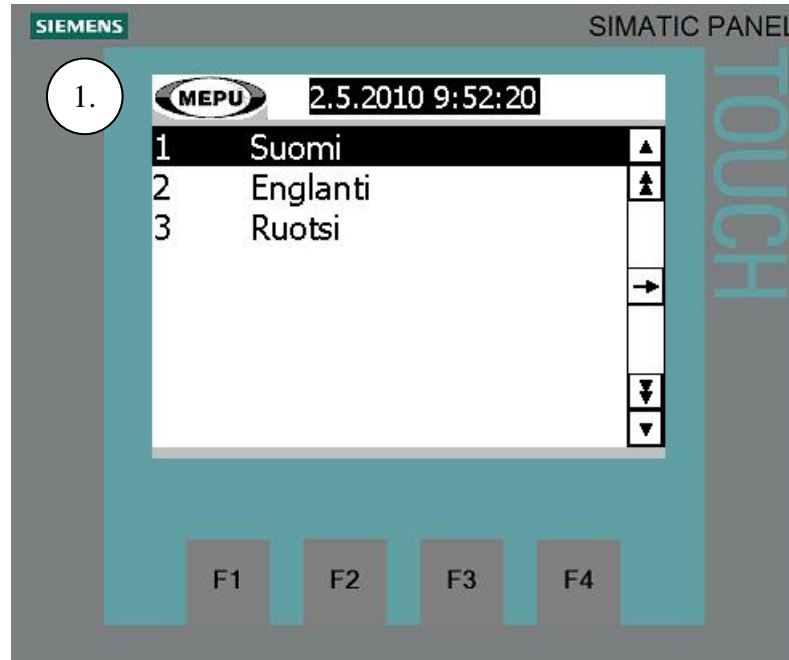 SIEMENS
SIMATIC PANEL
TOUCH
1.
MEPU 2.5.2010 9:52:20
1 Suomi
2 Englanti
3 Ruotsi
F1 F2 F3 F4